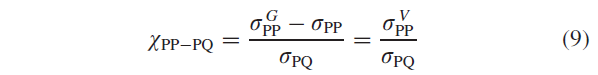 χ_PP−PQ = (σ^G_PP − σ_PP) / σ_PQ = σ^V_PP / σ_PQ (9)